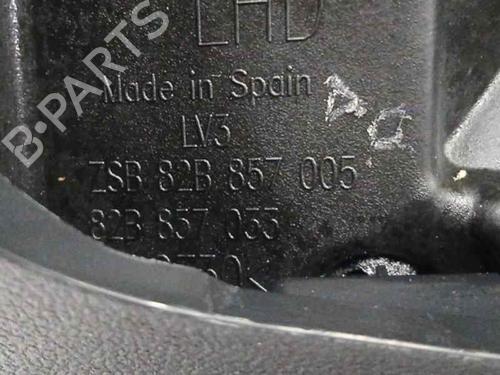 B-PARTS
LHD
Made in Spain
LV3
ZSB 82B 857 005
82B 857 033